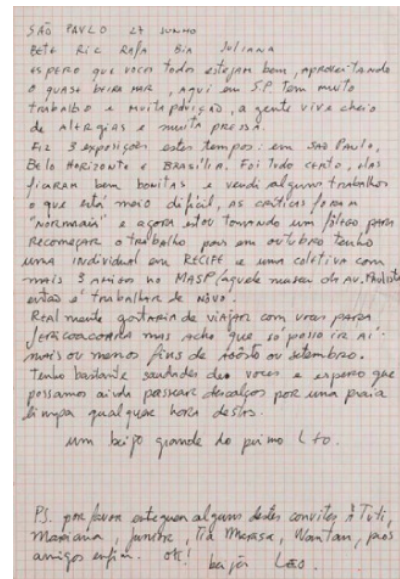 SÃO PAULO 27 JUNHO
BETE RIC RAFA BIA JULIANA
ESPERO que vocês todos estejam bem, aproveitando
o quase beira mar, aqui em S.P. tem muito
trabalho e muita poluição, a gente vive cheio
de alergias e muita pressa.
Fiz 3 exposições estes tempos: em SÃO PAULO,
Belo Horizonte e Brasília. Foi tudo certo, elas
ficaram bem bonitas e vendi alguns trabalhos
o que está meio difícil, as críticas foram
"normais" e agora estou tomando um fôlego para
recomeçar o trabalho pois em outubro tenho
uma individual em RECIFE e uma coletiva com
mais 3 amigos no MASP (aquele museu da AV. Paulista
então é trabalhar de novo.
Realmente gostaria de viajar com vocês para
Jericoacoara mas acho que só posso ir aí
mais ou menos fins de agosto ou setembro.
Tenho bastante saudades de vocês e espero que
possamos ainda passear descalços por uma praia
limpa qualquer hora destas.
um beijo grande do primo Léo.
PS. por favor entreguem alguns destes convites à Tuti,
Mariana, Junior, Tia Marasa, Wantan, pros
amigos enfim. OK! beijos Léo.